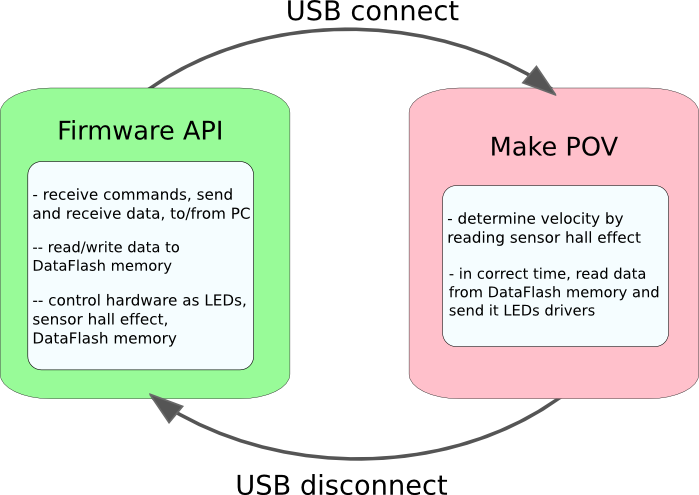 USB connect
Firmware API
- receive commands, send
and receive data, to/from PC
-- read/write data to
DataFlash memory
-- control hardware as LEDs,
sensor hall effect,
DataFlash memory
Make POV
- determine velocity by
reading sensor hall effect
- in correct time, read data
from DataFlash memory and
send it LEDs drivers
USB disconnect